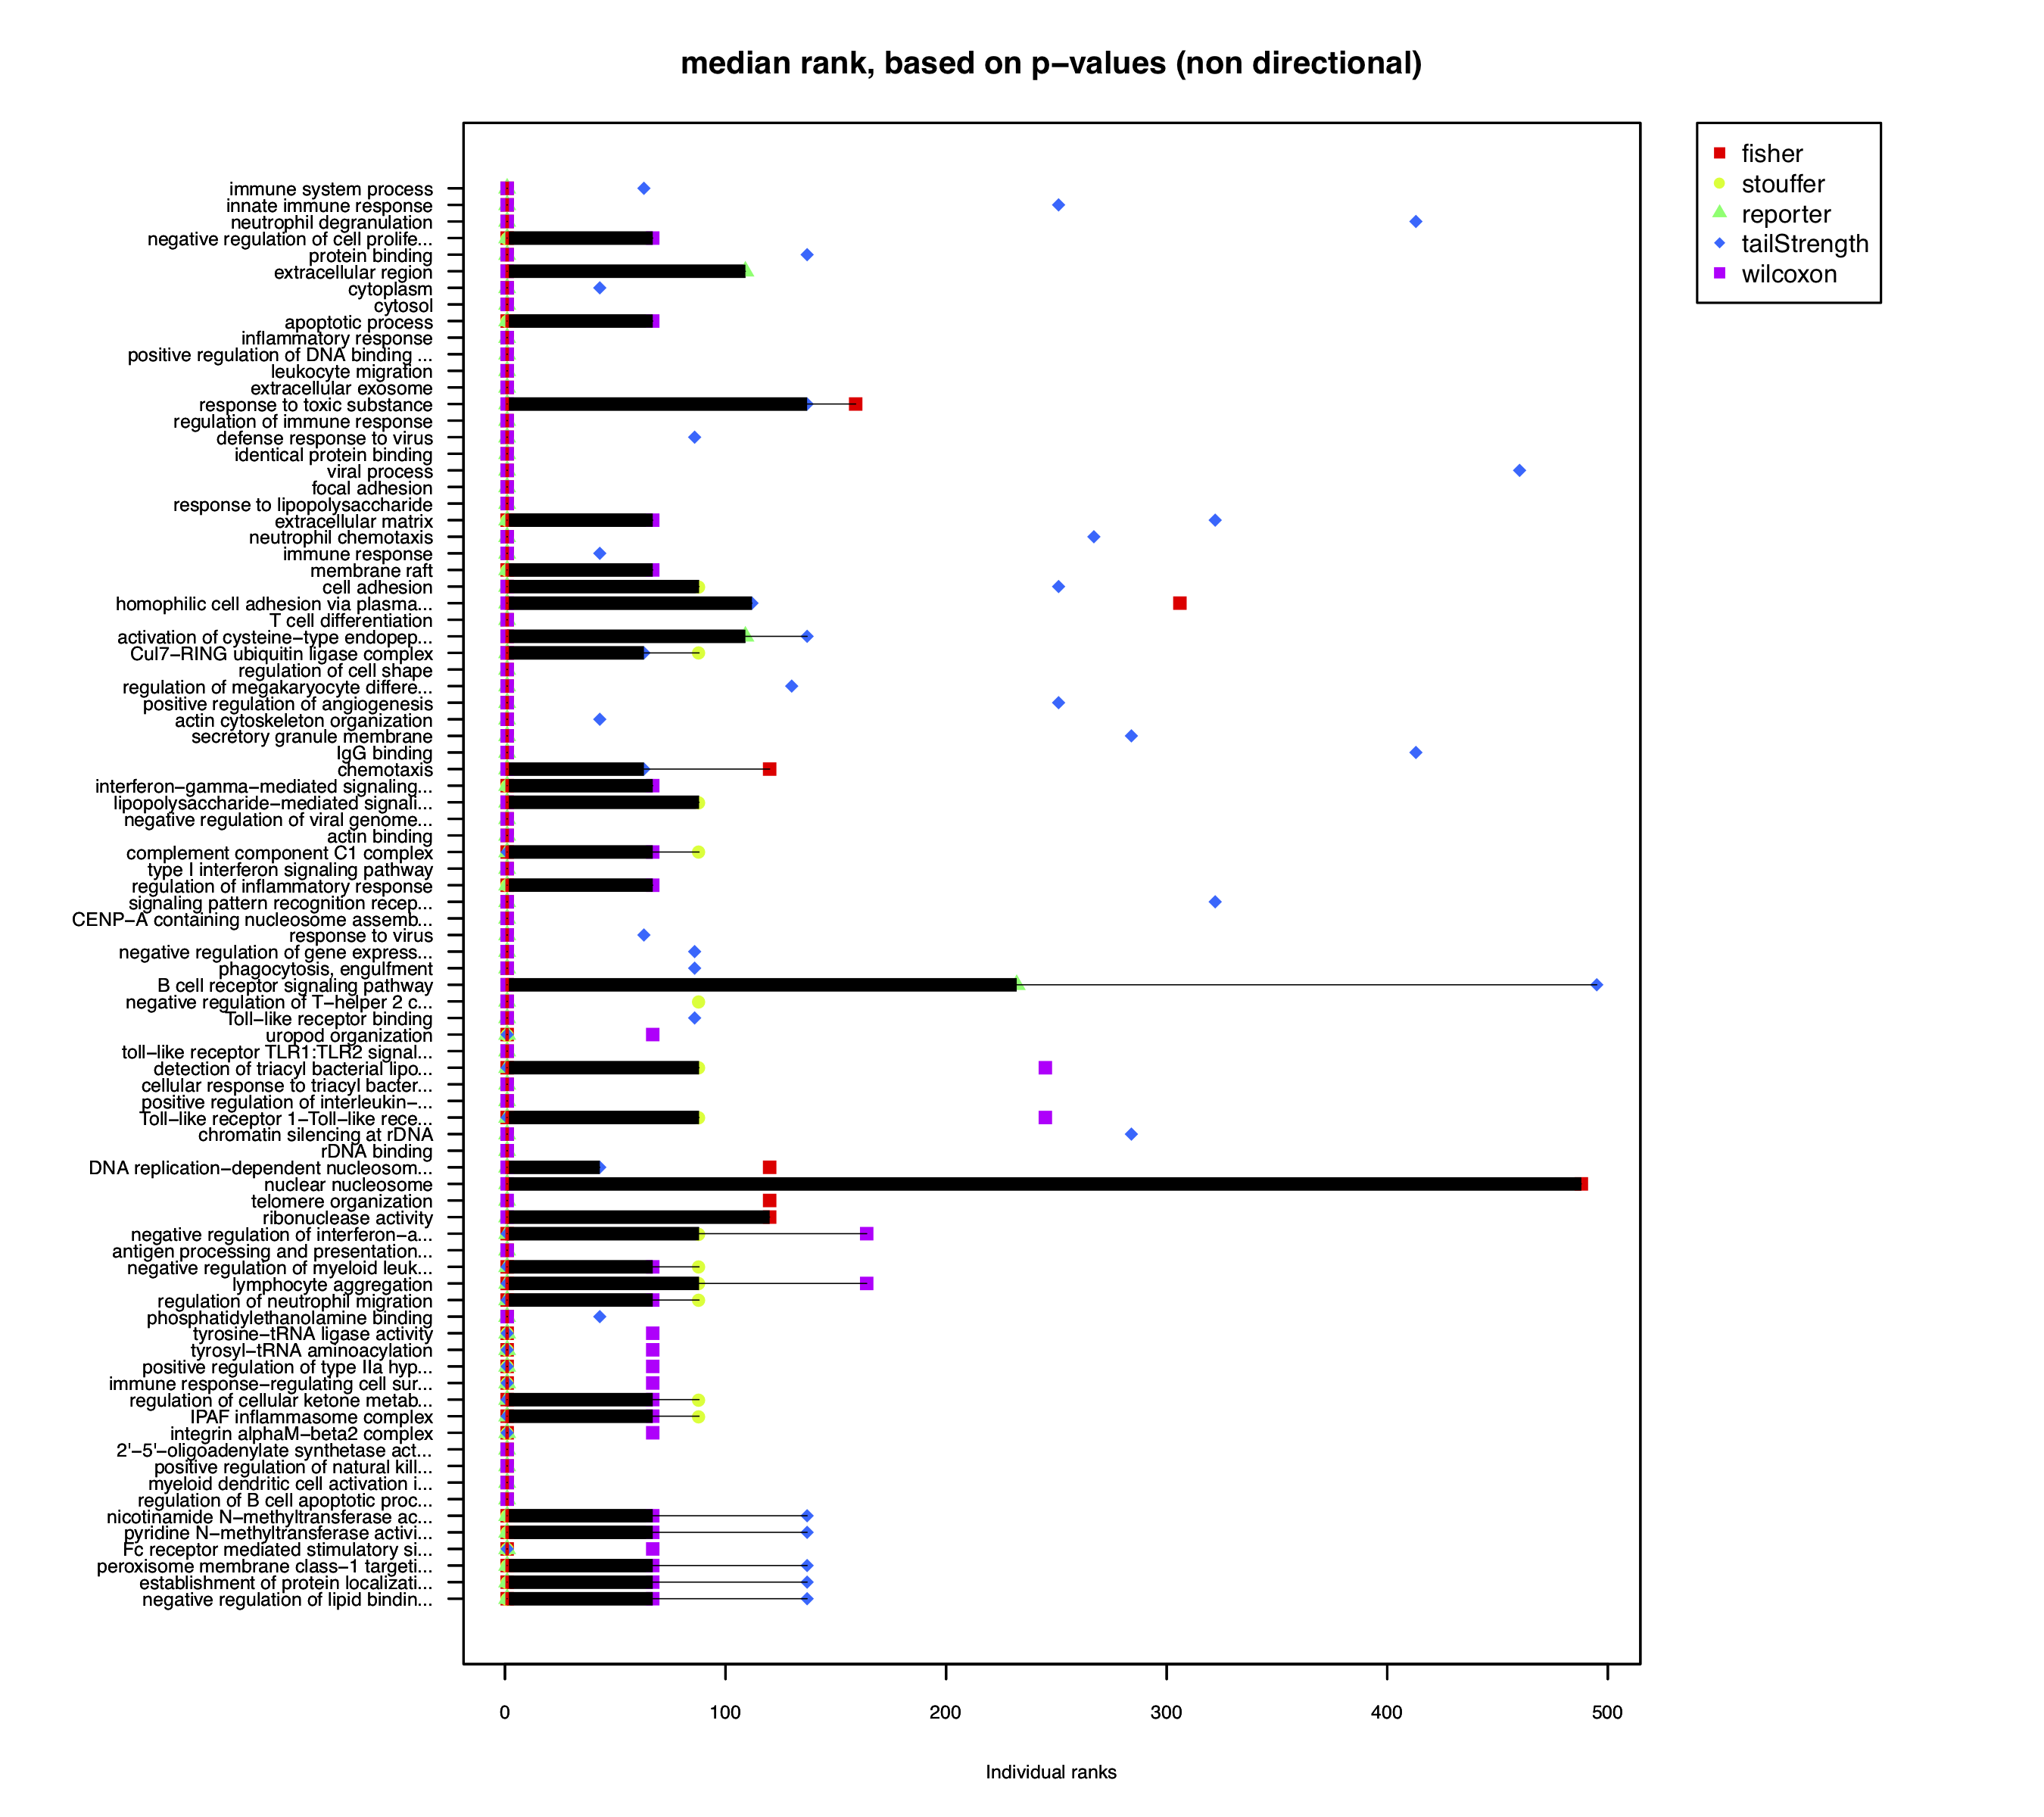 median rank, based on p−values (non directional)
fisher
stouffer
reporter
tailStrength
wilcoxon
immune system process
innate immune response
neutrophil degranulation
negative regulation of cell prolife...
protein binding
extracellular region
cytoplasm
cytosol
apoptotic process
inflammatory response
positive regulation of DNA binding ...
leukocyte migration
extracellular exosome
response to toxic substance
regulation of immune response
defense response to virus
identical protein binding
viral process
focal adhesion
response to lipopolysaccharide
extracellular matrix
neutrophil chemotaxis
immune response
membrane raft
cell adhesion
homophilic cell adhesion via plasma...
T cell differentiation
activation of cysteine−type endopep...
Cul7−RING ubiquitin ligase complex
regulation of cell shape
regulation of megakaryocyte differe...
positive regulation of angiogenesis
actin cytoskeleton organization
secretory granule membrane
IgG binding
chemotaxis
interferon−gamma−mediated signaling...
lipopolysaccharide−mediated signali...
negative regulation of viral genome...
actin binding
complement component C1 complex
type I interferon signaling pathway
regulation of inflammatory response
signaling pattern recognition recep...
CENP−A containing nucleosome assemb...
response to virus
negative regulation of gene express...
phagocytosis, engulfment
B cell receptor signaling pathway
negative regulation of T−helper 2 c...
Toll−like receptor binding
uropod organization
toll−like receptor TLR1:TLR2 signal...
detection of triacyl bacterial lipo...
cellular response to triacyl bacter...
positive regulation of interleukin−...
Toll−like receptor 1−Toll−like rece...
chromatin silencing at rDNA
rDNA binding
DNA replication−dependent nucleosom...
nuclear nucleosome
telomere organization
ribonuclease activity
negative regulation of interferon−a...
antigen processing and presentation...
negative regulation of myeloid leuk...
lymphocyte aggregation
regulation of neutrophil migration
phosphatidylethanolamine binding
tyrosine−tRNA ligase activity
tyrosyl−tRNA aminoacylation
positive regulation of type IIa hyp...
immune response−regulating cell sur...
regulation of cellular ketone metab...
IPAF inflammasome complex
integrin alphaM−beta2 complex
2'−5'−oligoadenylate synthetase act...
positive regulation of natural kill...
myeloid dendritic cell activation i...
regulation of B cell apoptotic proc...
nicotinamide N−methyltransferase ac...
pyridine N−methyltransferase activi...
Fc receptor mediated stimulatory si...
peroxisome membrane class−1 targeti...
establishment of protein localizati...
negative regulation of lipid bindin...
0 100 200 300 400 500
Individual ranks